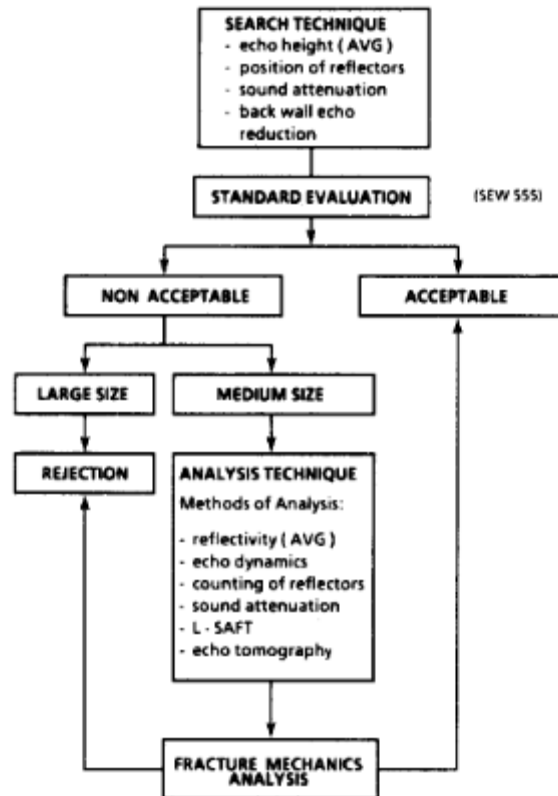 SEARCH TECHNIQUE
- echo height ( AVG )
- position of reflectors
- sound attenuation
- back wall echo
reduction
STANDARD EVALUATION
(SEW 555)
NON ACCEPTABLE
ACCEPTABLE
LARGE SIZE
MEDIUM SIZE
REJECTION
ANALYSIS TECHNIQUE
Methods of Analysis:
- reflectivity ( AVG )
- echo dynamics
- counting of reflectors
- sound attenuation
- L - SAFT
- echo tomography
FRACTURE MECHANICS
ANALYSIS